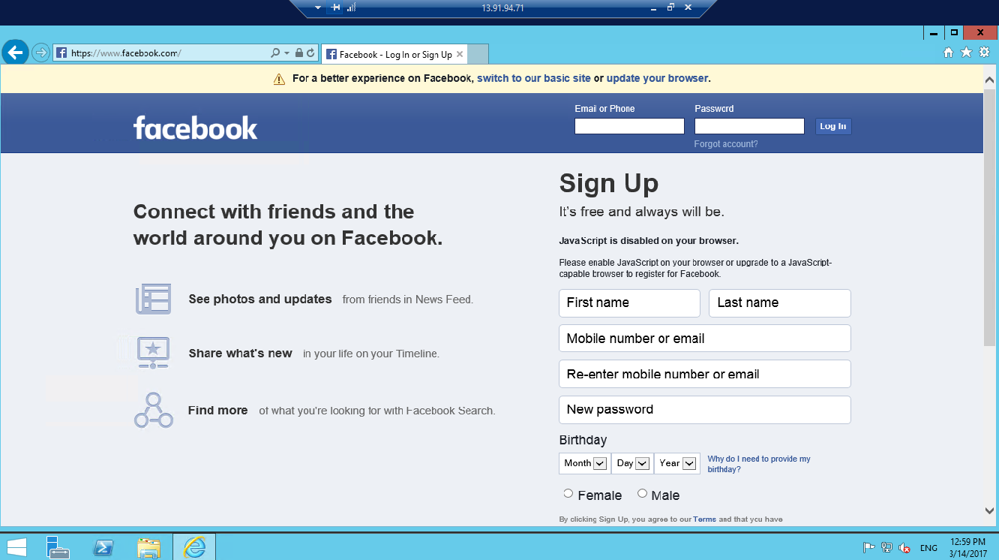 13.91.94.71
https://www.facebook.com/
Facebook - Log In or Sign Up
For a better experience on Facebook, switch to our basic site or update your browser.
facebook
Email or Phone
Password
Log In
Forgot account?
Connect with friends and the
world around you on Facebook.
See photos and updates from friends in News Feed.
Share what's new in your life on your Timeline.
Find more of what you're looking for with Facebook Search.
Sign Up
It's free and always will be.
JavaScript is disabled on your browser.
Please enable JavaScript on your browser or upgrade to a JavaScript-
capable browser to register for Facebook.
First name
Last name
Mobile number or email
Re-enter mobile number or email
New password
Birthday
Month Day Year
Why do I need to provide my
birthday?
Female Male
By clicking Sign Up, you agree to our Terms and that you have
ENG
12:59 PM
3/14/2017